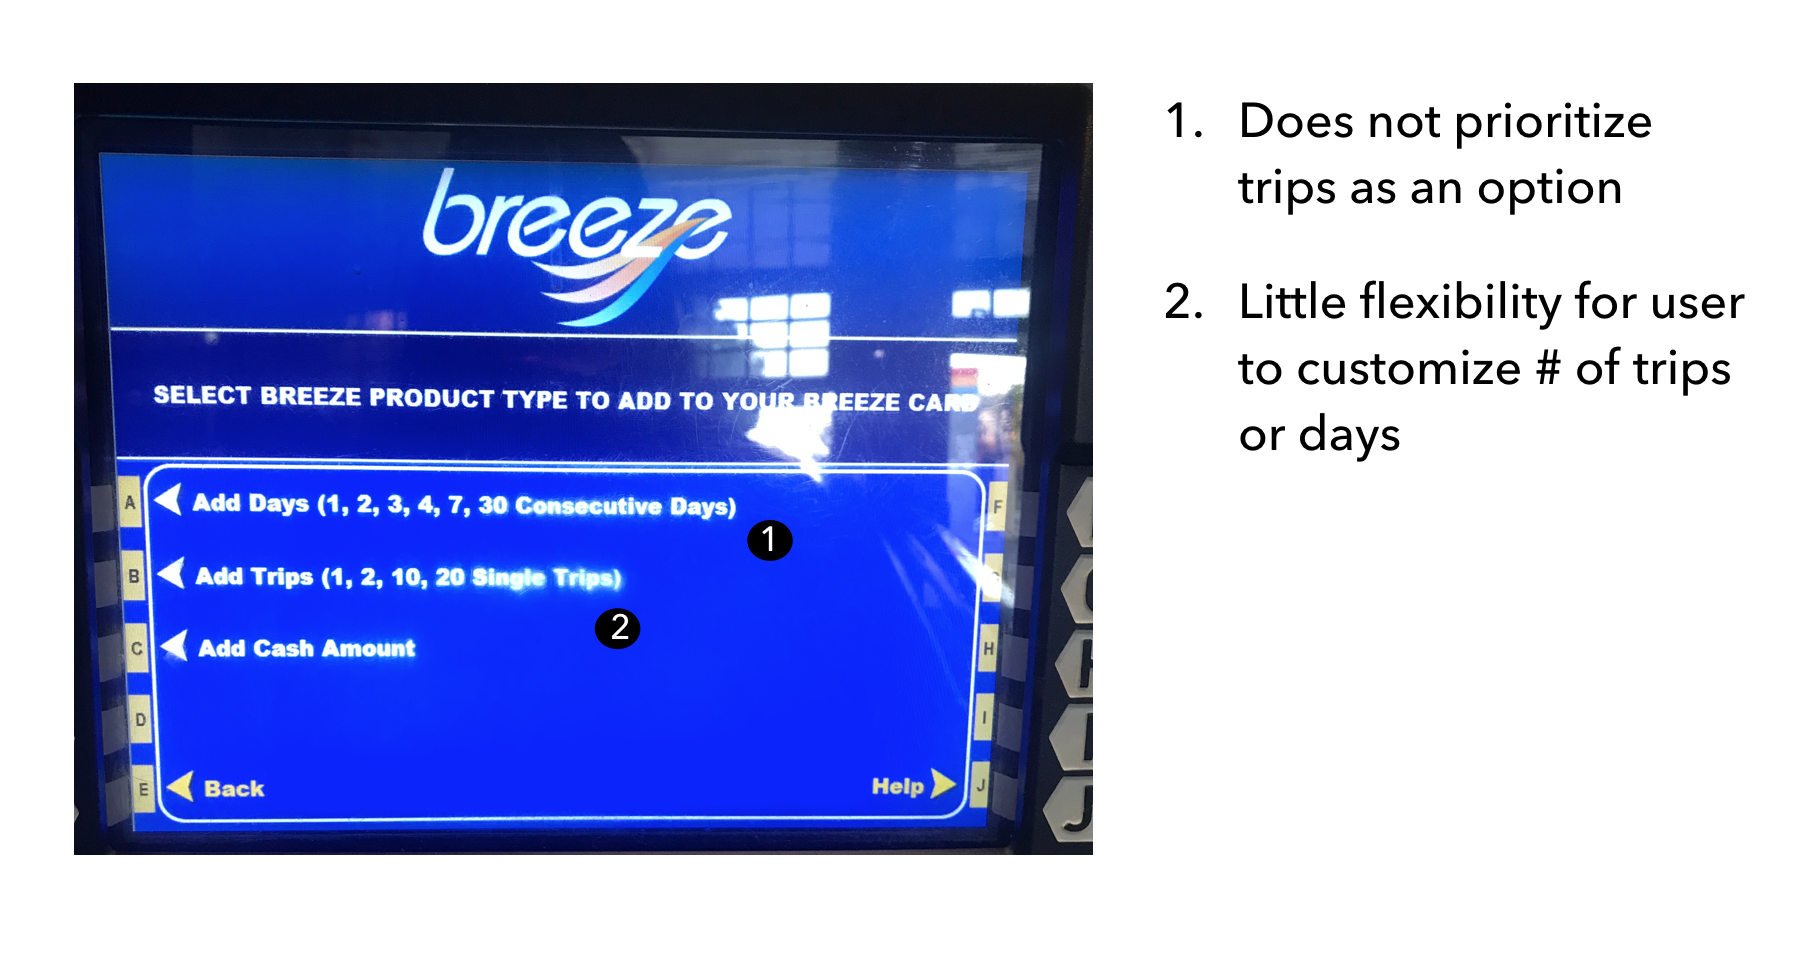 breeze
SELECT BREEZE PRODUCT TYPE TO ADD TO YOUR BREEZE CARD
A
Add Days (1, 2, 3, 4, 7, 30 Consecutive Days)
F
1
B
Add Trips (1, 2, 10, 20 Single Trips)
2
C
Add Cash Amount
H
H
D
I
I
E
Back
Help
J
J
1. Does not prioritize
trips as an option
2. Little flexibility for user
to customize # of trips
or days